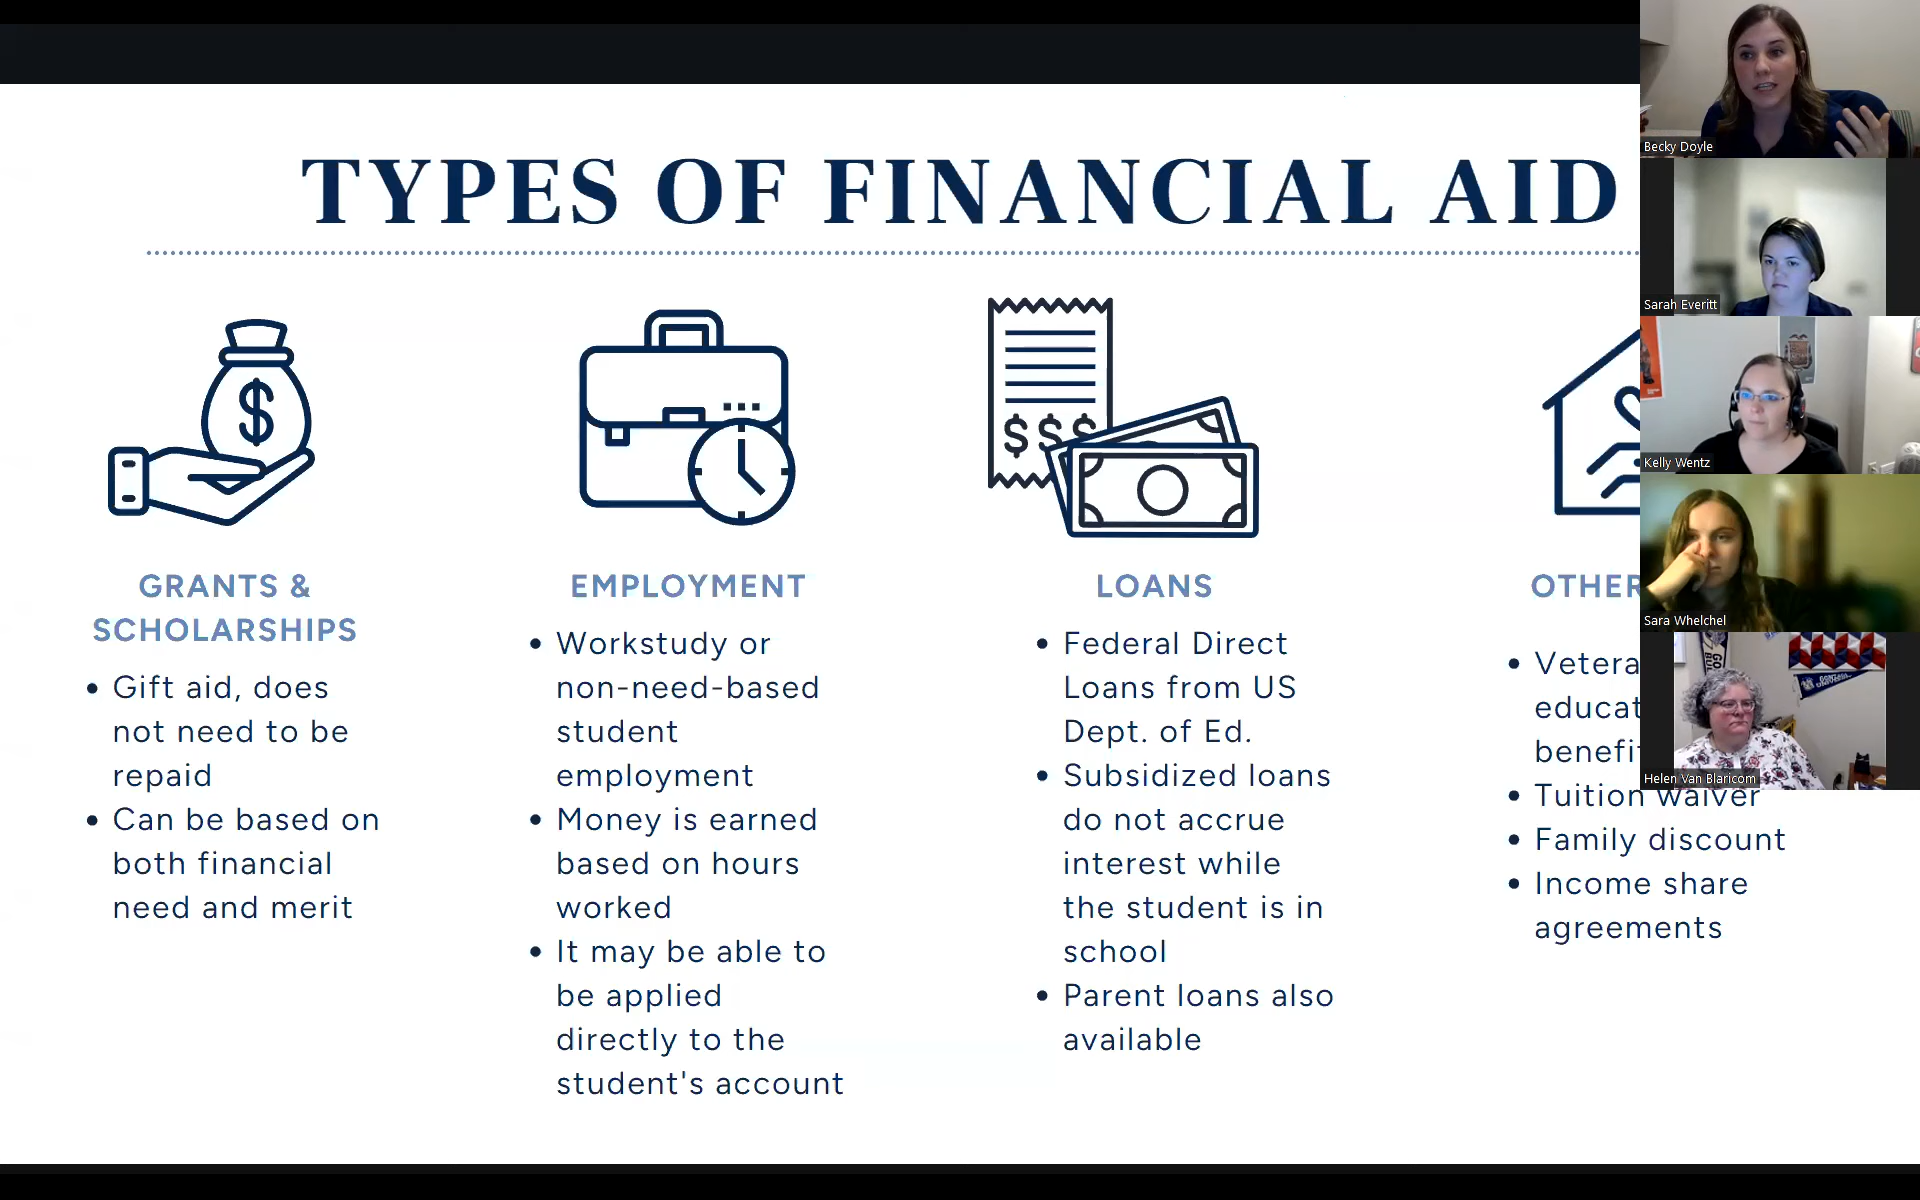 TYPES OF FINANCIAL AID
$
$$$
GRANTS &
SCHOLARSHIPS
• Gift aid, does
not need to be
repaid
• Can be based on
both financial
need and merit
EMPLOYMENT
• Workstudy or
non-need-based
student
employment
• Money is earned
based on hours
worked
• It may be able to
be applied
directly to the
student's account
LOANS
• Federal Direct
Loans from US
Dept. of Ed.
• Subsidized loans
do not accrue
interest while
the student is in
school
• Parent loans also
available
OTHER
• Vetera
educat
benefi
• Tuition waiver
• Family discount
• Income share
agreements
Becky Doyle
Sarah Everitt
Kelly Wentz
Sara Whelchel
GO
GONZAGA
UNIVERSITY
Helen Van Blaricom